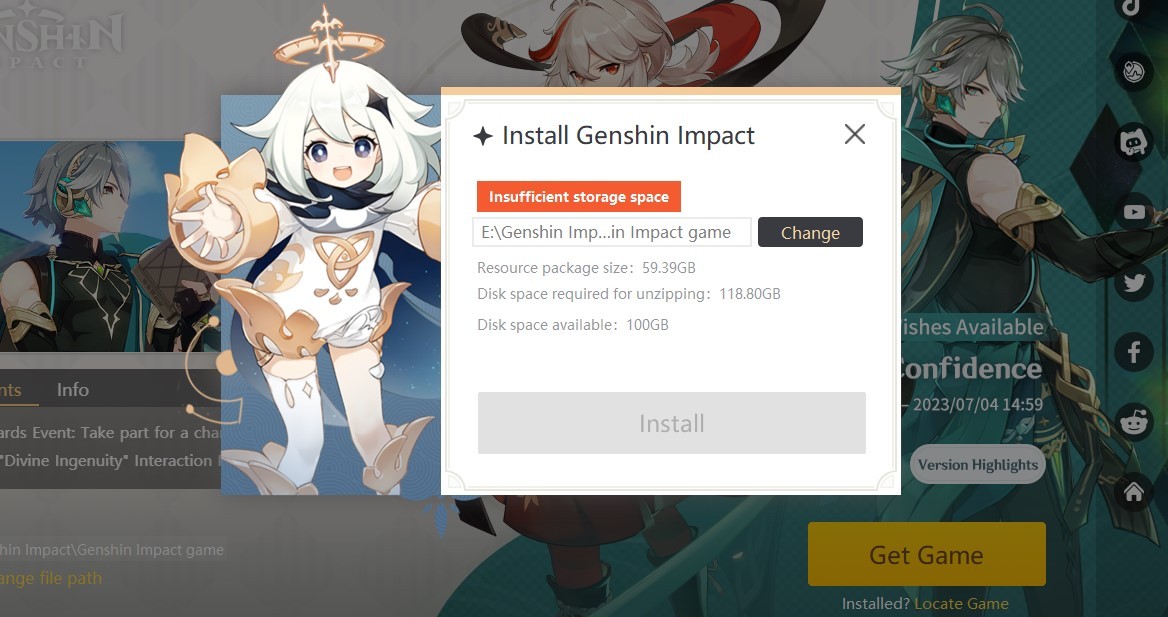 Install Genshin Impact
Insufficient storage space
E:\Genshin Imp...in Impact game
Change
Resource package size: 59.39GB
Disk space required for unzipping: 118.80GB
Disk space available: 100GB
Install
NSHIN
PACT
nts
Info
ards Event: Take part for a cha
"Divine Ingenuity" Interaction
hin Impact\Genshin Impact game
ange file path
ishes Available
onfidence
– 2023/07/04 14:59
Version Highlights
Get Game
Installed? Locate Game